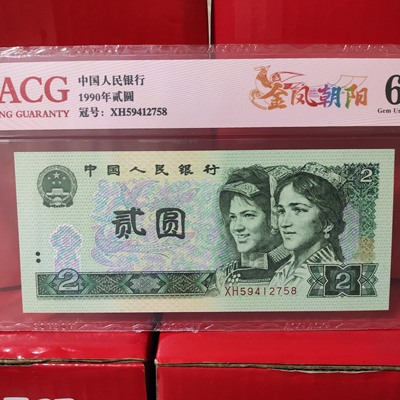 ACG
NG GUARANTY
中国人民银行
1990年贰圆
冠号: XH59412758
金凤朝阳
6
Gem Un
中国人民银行
贰圆
2
2
2
XH59412758